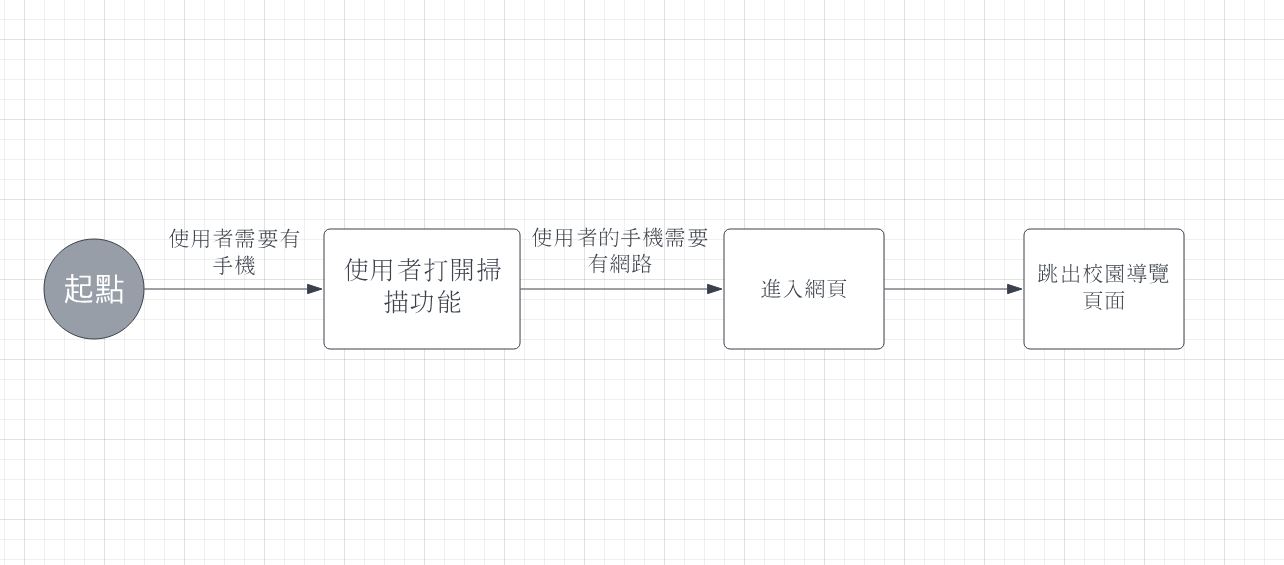 起點
使用者需要有
手機
使用者打開掃
描功能
使用者的手機需要
有網路
進入網頁
跳出校園導覽
頁面